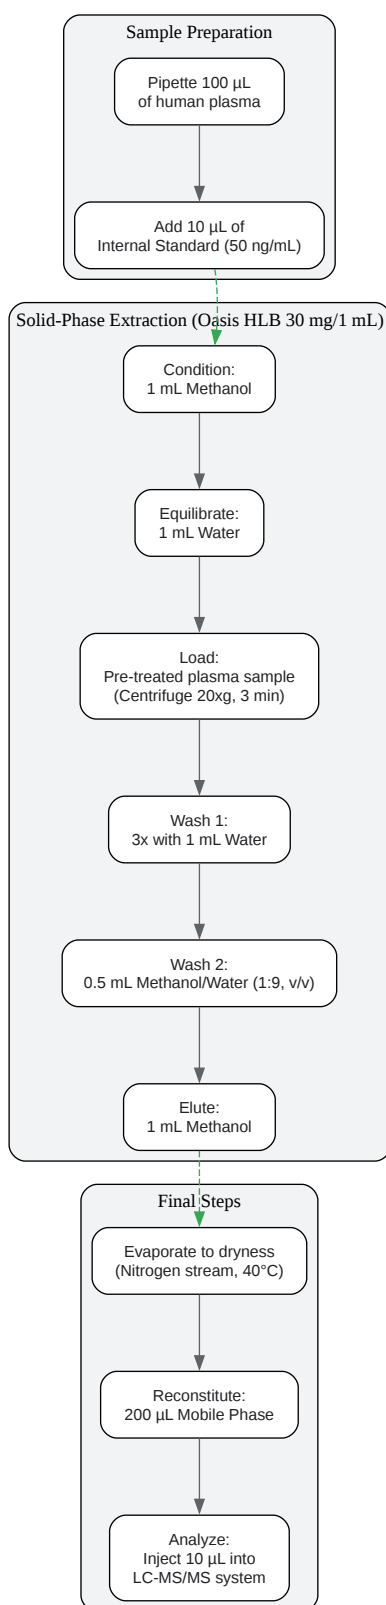 Sample Preparation
Pipette 100 µL
of human plasma
Add 10 µL of
Internal Standard (50 ng/mL)
Solid-Phase Extraction (Oasis HLB 30 mg/1 mL)
Condition:
1 mL Methanol
Equilibrate:
1 mL Water
Load:
Pre-treated plasma sample
(Centrifuge 20xg, 3 min)
Wash 1:
3x with 1 mL Water
Wash 2:
0.5 mL Methanol/Water (1:9, v/v)
Elute:
1 mL Methanol
Final Steps
Evaporate to dryness
(Nitrogen stream, 40°C)
Reconstitute:
200 µL Mobile Phase
Analyze:
Inject 10 µL into
LC-MS/MS system